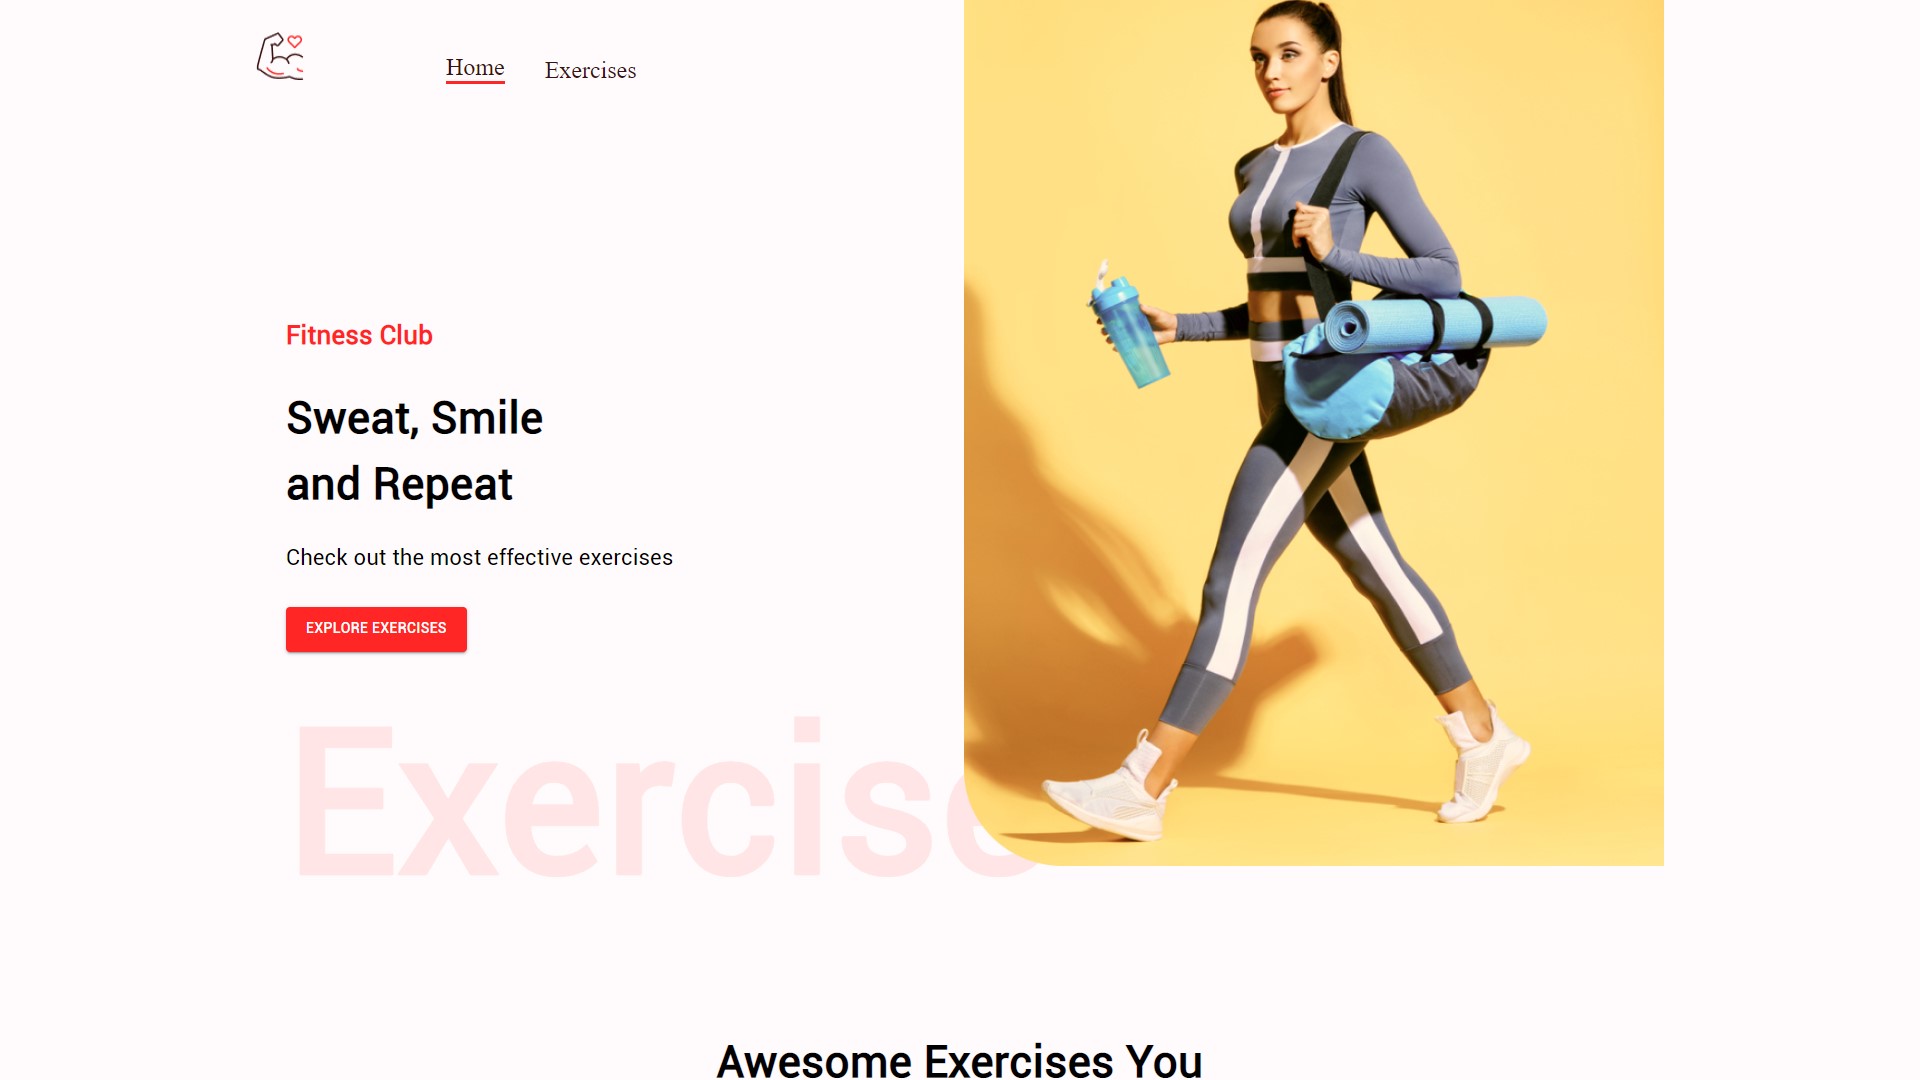 Home
Exercises
Fitness Club
Sweat, Smile
and Repeat
Check out the most effective exercises
EXPLORE EXERCISES
Exercise
Awesome Exercises You